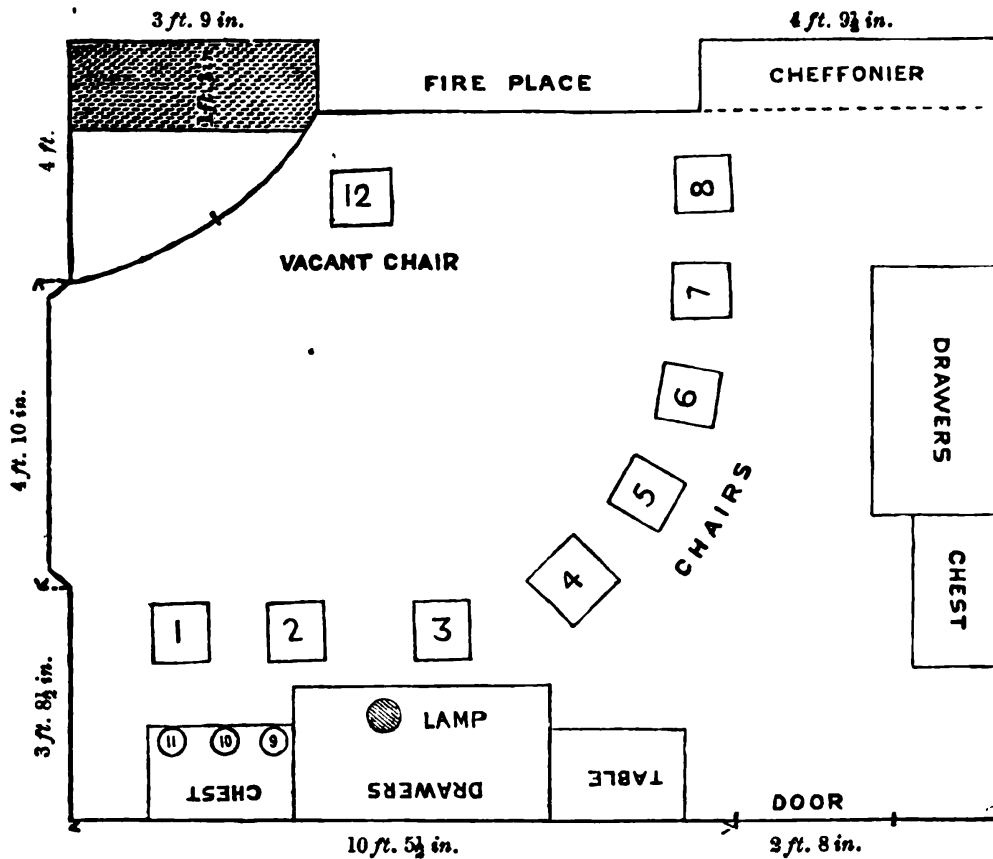 3 ft. 9 in.
4 ft. 9½ in.
FIRE PLACE
CHEFFONIER
4 ft.
12
8
VACANT CHAIR
7
DRAWERS
6
4 ft. 10 in.
5
CHAIRS
4
CHEST
1
2
3
3 ft. 8½ in.
LAMP
11
10
9
CHEST
DRAWERS
TABLE
DOOR
10 ft. 5½ in.
2 ft. 8 in.